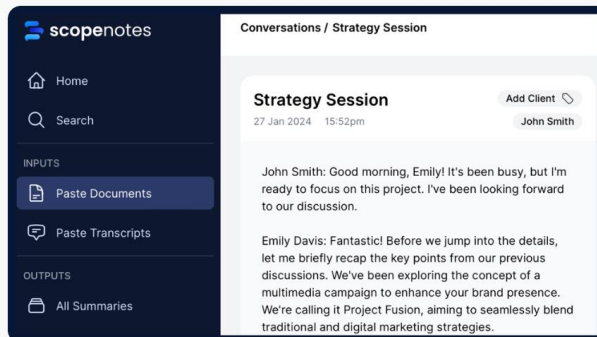 scopenotes
Home
Search
INPUTS
Paste Documents
Paste Transcripts
OUTPUTS
All Summaries
Conversations / Strategy Session
Strategy Session
Add Client
27 Jan 2024 15:52pm
John Smith
John Smith: Good morning, Emily! It's been busy, but I'm
ready to focus on this project. I've been looking forward
to our discussion.
Emily Davis: Fantastic! Before we jump into the details,
let me briefly recap the key points from our previous
discussions. We've been exploring the concept of a
multimedia campaign to enhance your brand presence.
We're calling it Project Fusion, aiming to seamlessly blend
traditional and digital marketing strategies.